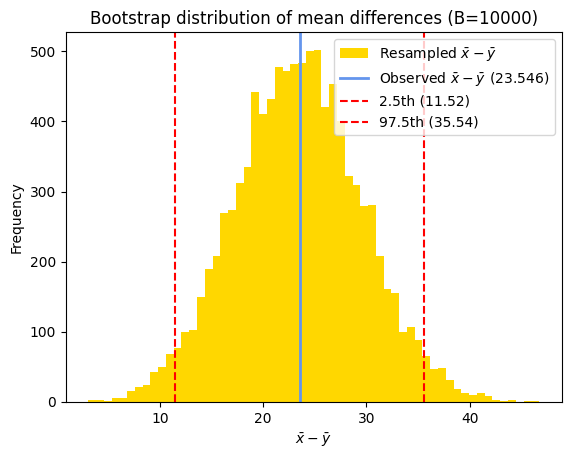 Bootstrap distribution of mean differences (B=10000)
Resampled x̄ − ȳ
Observed x̄ − ȳ (23.546)
2.5th (11.52)
97.5th (35.54)
Frequency
500
400
300
200
100
0
10 20 30 40
x̄ − ȳ